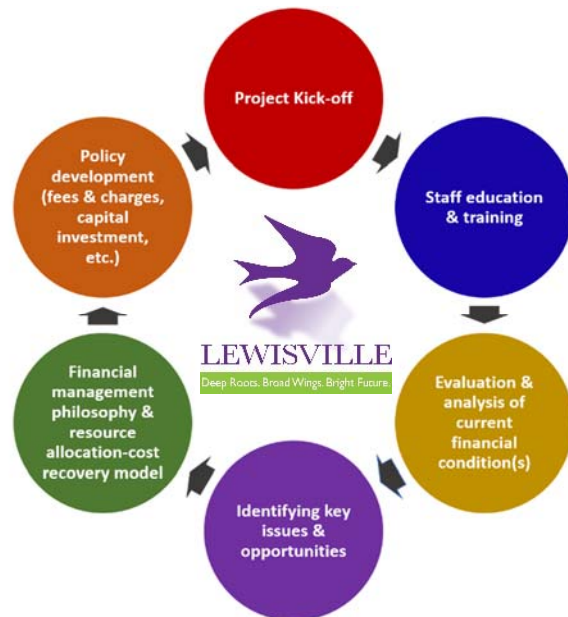 Project Kick-off
Staff education
& training
Evaluation &
analysis of
current
financial
condition(s)
Identifying key
issues &
opportunities
Financial
management
philosophy &
resource
allocation-cost
recovery model
Policy
development
(fees & charges,
capital
investment,
etc.)
LEWISVILLE
Deep Roots. Broad Wings. Bright Future.